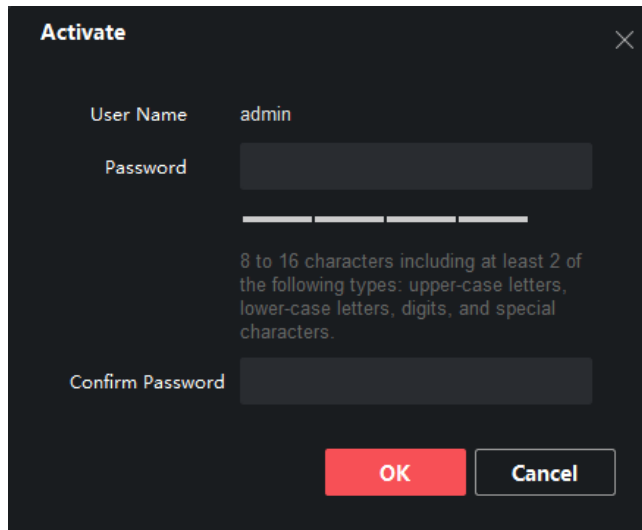 Activate
User Name admin
Password
8 to 16 characters including at least 2 of
the following types: upper-case letters,
lower-case letters, digits, and special
characters.
Confirm Password
OK Cancel